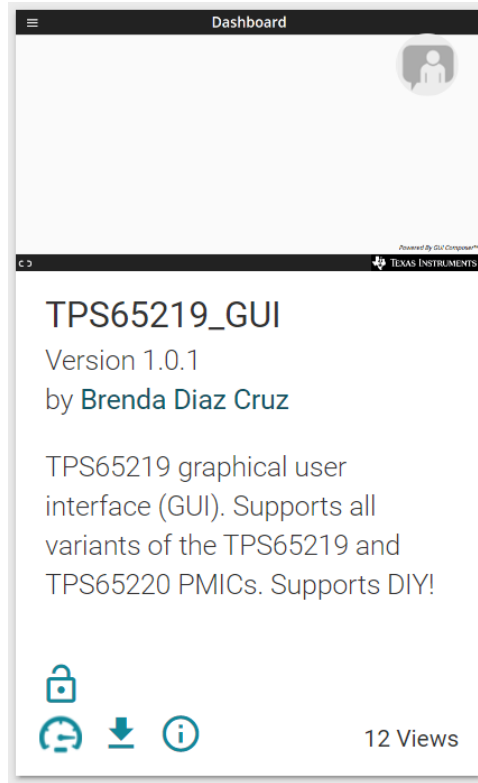 Dashboard
Powered By GUI Composer™
TEXAS INSTRUMENTS
TPS65219_GUI
Version 1.0.1
by Brenda Diaz Cruz
TPS65219 graphical user
interface (GUI). Supports all
variants of the TPS65219 and
TPS65220 PMICs. Supports DIY!
12 Views